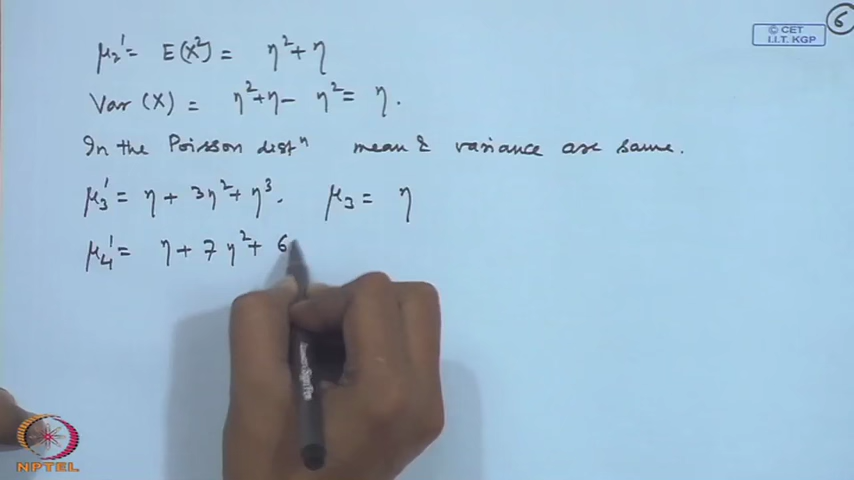 6
© CET
I.I.T. KGP
μ₂' = E(X²) = η² + η
Var (X) = η² + η − η² = η.
In the Poisson distⁿ mean & variance are same.
μ₃' = η + 3η² + η³. μ₃ = η
μ₄' = η + 7η² + 6
NPTEL